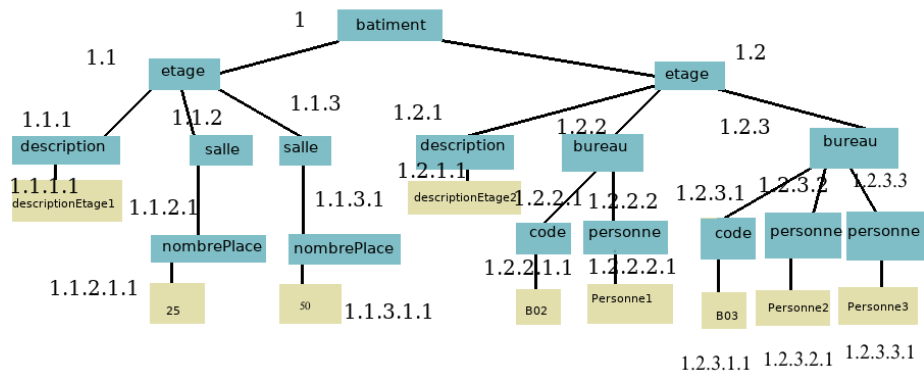 1
batiment
1.1
1.2
etage
etage
1.1.1
1.1.2
1.1.3
1.2.1
1.2.2
1.2.3
description
salle
salle
description
bureau
bureau
1.1.1.1
descriptionEtage1
1.1.2.1
1.1.3.1
1.2.1.1
descriptionEtage2
1.2.2.1
1.2.2.2
1.2.3.1
1.2.3.2
1.2.3.3
nombrePlace
nombrePlace
code
personne
code
personne
personne
1.1.2.1.1
25
50
1.1.3.1.1
1.2.2.1.1
1.2.2.2.1
B02
Personne1
B03
Personne2
Personne3
1.2.3.1.1
1.2.3.2.1
1.2.3.3.1